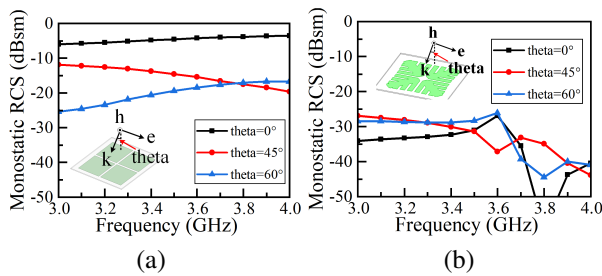 Monostatic RCS (dBsm)
0
-10
-20
-30
-40
-50
h
e
k
theta
theta=0°
theta=45°
theta=60°
3.0 3.2 3.4 3.6 3.8 4.0
Frequency (GHz)
(a)
Monostatic RCS (dBsm)
0
-10
-20
-30
-40
-50
h
e
k
theta
theta=0°
theta=45°
theta=60°
3.0 3.2 3.4 3.6 3.8 4.0
Frequency (GHz)
(b)